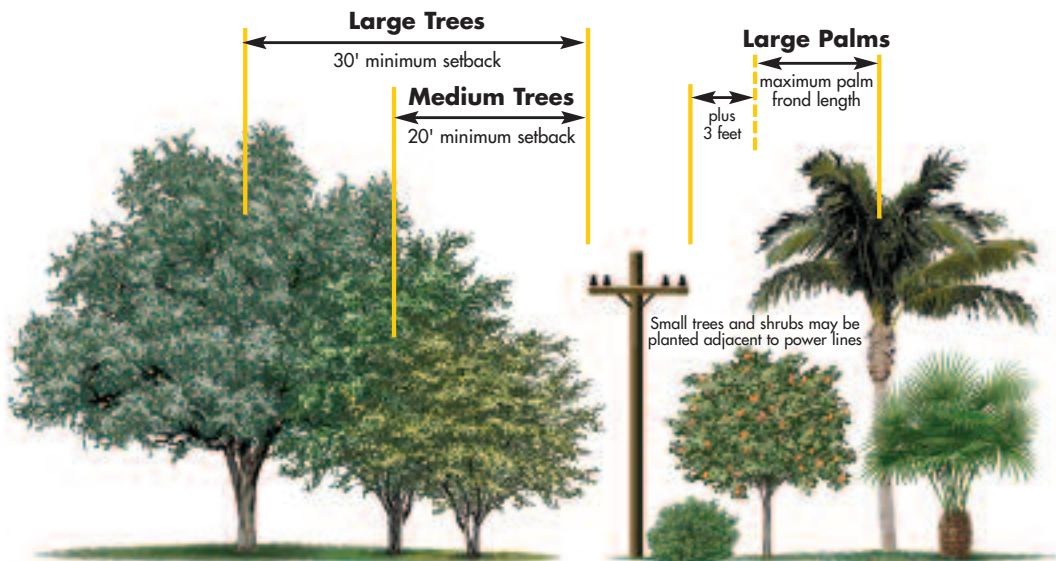 Large Trees
30' minimum setback
Medium Trees
20' minimum setback
Large Palms
maximum palm
frond length
plus
3 feet
Small trees and shrubs may be
planted adjacent to power lines